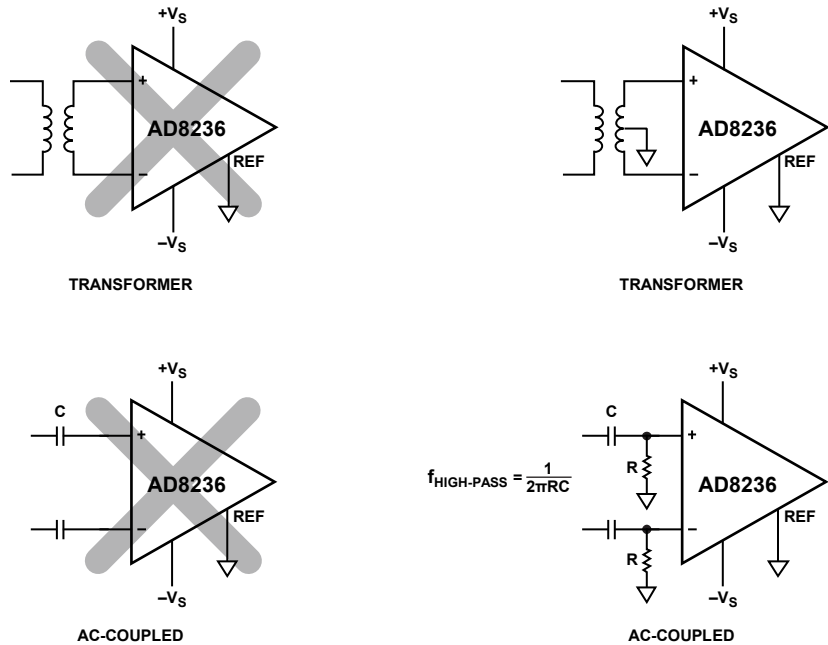 +VS
+
AD8236
REF
−
−VS
TRANSFORMER
+VS
+
AD8236
REF
−
−VS
TRANSFORMER
+VS
C
+
AD8236
−
REF
−VS
AC-COUPLED
fHIGH-PASS = 1/2πRC
+VS
C
+
R
AD8236
−
REF
R
−VS
AC-COUPLED